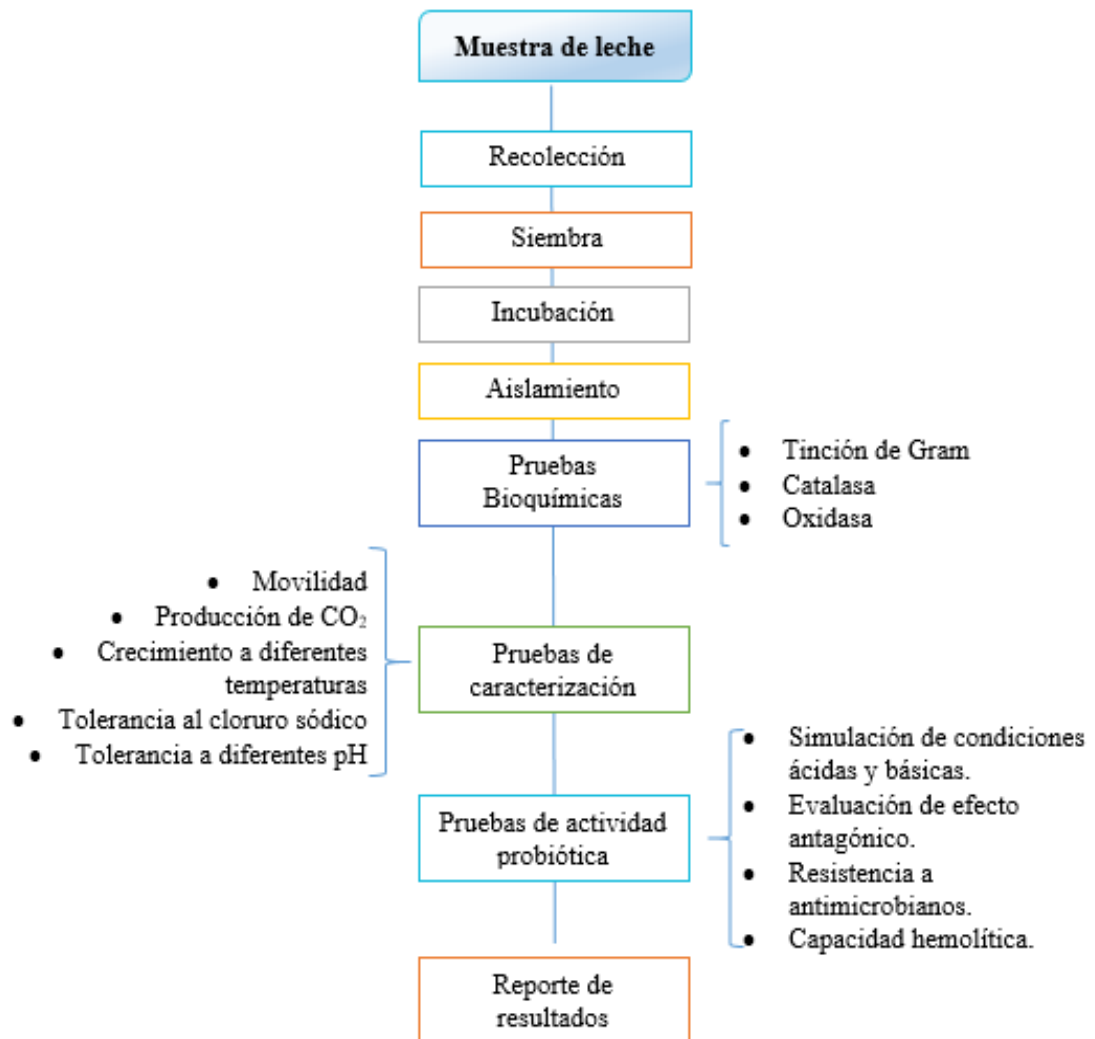 Muestra de leche
Recolección
Siembra
Incubación
Aislamiento
Pruebas
Bioquímicas
● Tinción de Gram
● Catalasa
● Oxidasa
● Movilidad
● Producción de CO₂
● Crecimiento a diferentes
temperaturas
● Tolerancia al cloruro sódico
● Tolerancia a diferentes pH
Pruebas de
caracterización
Pruebas de actividad
probiótica
● Simulación de condiciones
ácidas y básicas.
● Evaluación de efecto
antagónico.
● Resistencia a
antimicrobianos.
● Capacidad hemolítica.
Reporte de
resultados